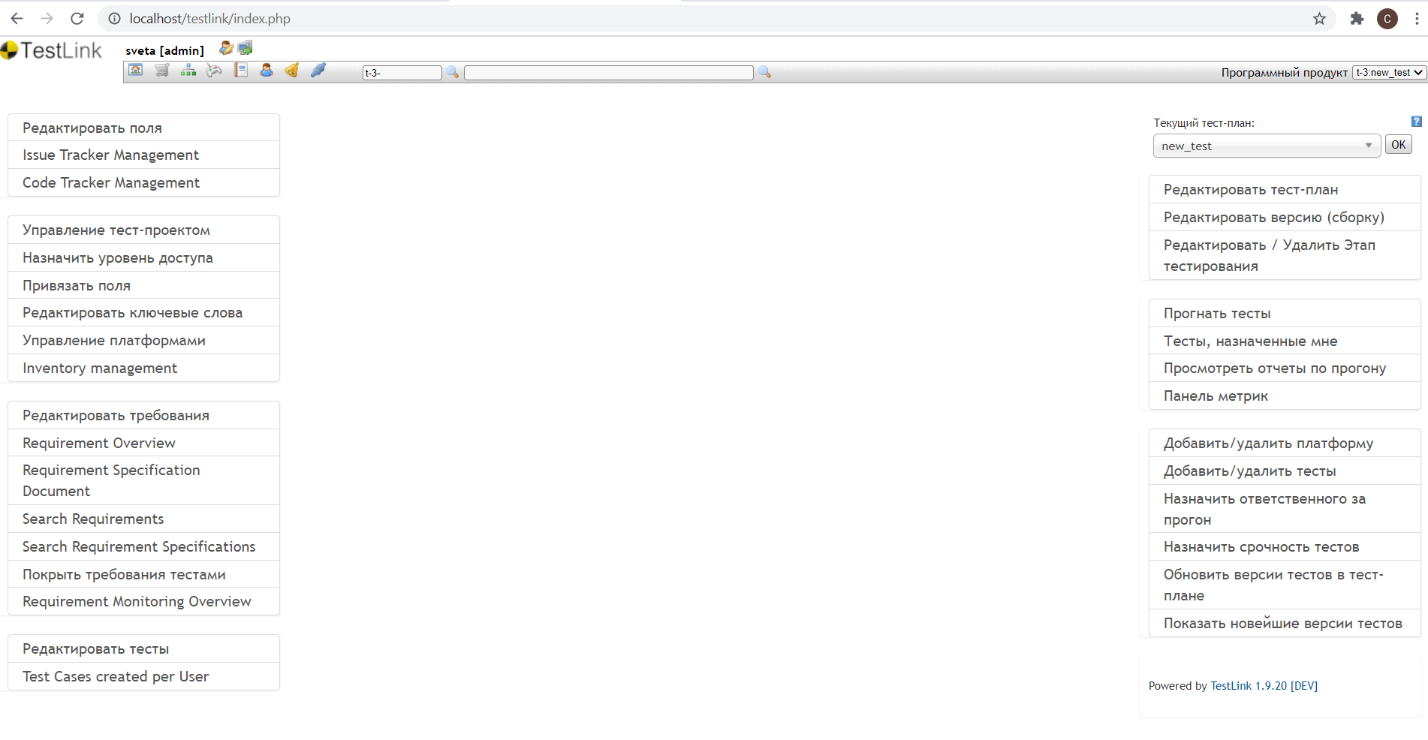 localhost/testlink/index.php
C
TestLink
sveta [admin]
t-3-
Программный продукт t-3:new_test
Редактировать поля
Issue Tracker Management
Code Tracker Management
Управление тест-проектом
Назначить уровень доступа
Привязать поля
Редактировать ключевые слова
Управление платформами
Inventory management
Редактировать требования
Requirement Overview
Requirement Specification
Document
Search Requirements
Search Requirement Specifications
Покрыть требования тестами
Requirement Monitoring Overview
Редактировать тесты
Test Cases created per User
Текущий тест-план:
?
new_test
OK
Редактировать тест-план
Редактировать версию (сборку)
Редактировать / Удалить Этап
тестирования
Прогнать тесты
Тесты, назначенные мне
Просмотреть отчеты по прогону
Панель метрик
Добавить/удалить платформу
Добавить/удалить тесты
Назначить ответственного за
прогон
Назначить срочность тестов
Обновить версии тестов в тест-
плане
Показать новейшие версии тестов
Powered by TestLink 1.9.20 [DEV]